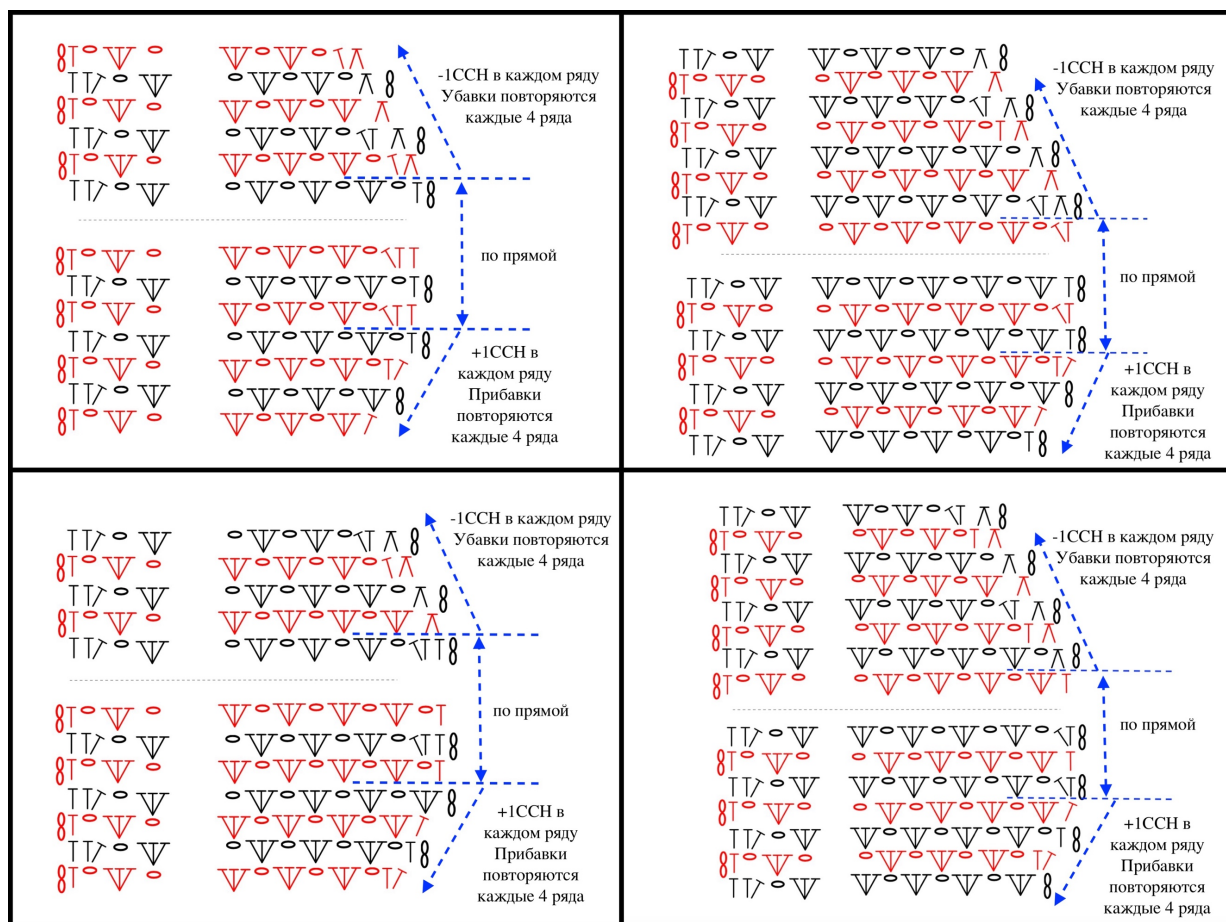 -1ССН в каждом ряду
Убавки повторяются
каждые 4 ряда
по прямой
+1ССН в
каждом ряду
Прибавки
повторяются
каждые 4 ряда
-1ССН в каждом ряду
Убавки повторяются
каждые 4 ряда
по прямой
+1ССН в
каждом ряду
Прибавки
повторяются
каждые 4 ряда
-1ССН в каждом ряду
Убавки повторяются
каждые 4 ряда
по прямой
+1ССН в
каждом ряду
Прибавки
повторяются
каждые 4 ряда
-1ССН в каждом ряду
Убавки повторяются
каждые 4 ряда
по прямой
+1ССН в
каждом ряду
Прибавки
повторяются
каждые 4 ряда